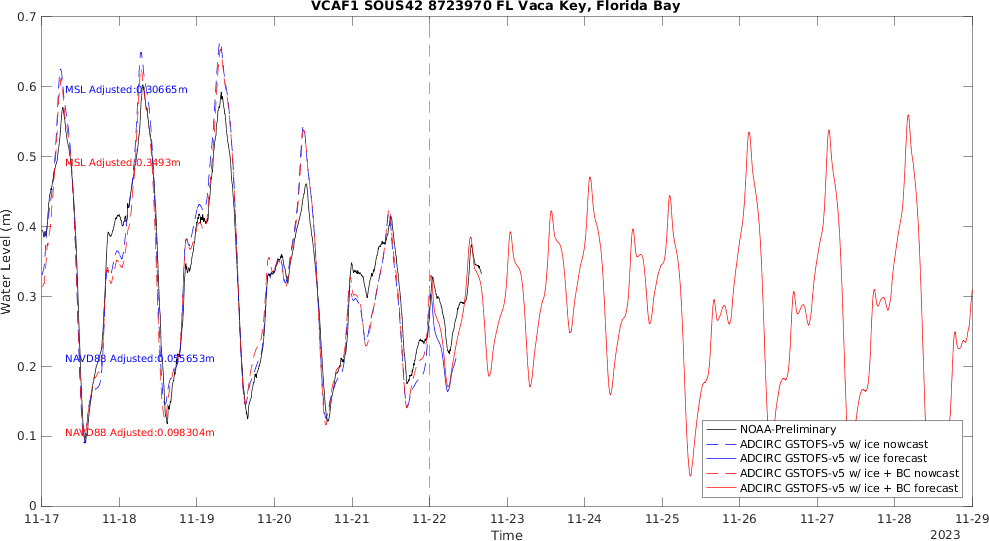 VCAF1 SOUS42 8723970 FL Vaca Key, Florida Bay
0.7
0.6
0.5
0.4
0.3
0.2
0.1
0
Water Level (m)
MSL Adjusted:0.30665m
MSL Adjusted:0.3493m
NAVD88 Adjusted:0.055653m
NAVD88 Adjusted:0.098304m
NOAA-Preliminary
ADCIRC GSTOFS-v5 w/ ice nowcast
ADCIRC GSTOFS-v5 w/ ice forecast
ADCIRC GSTOFS-v5 w/ ice + BC nowcast
ADCIRC GSTOFS-v5 w/ ice + BC forecast
11-17 11-18 11-19 11-20 11-21 11-22 11-23 11-24 11-25 11-26 11-27 11-28 11-29
Time
2023